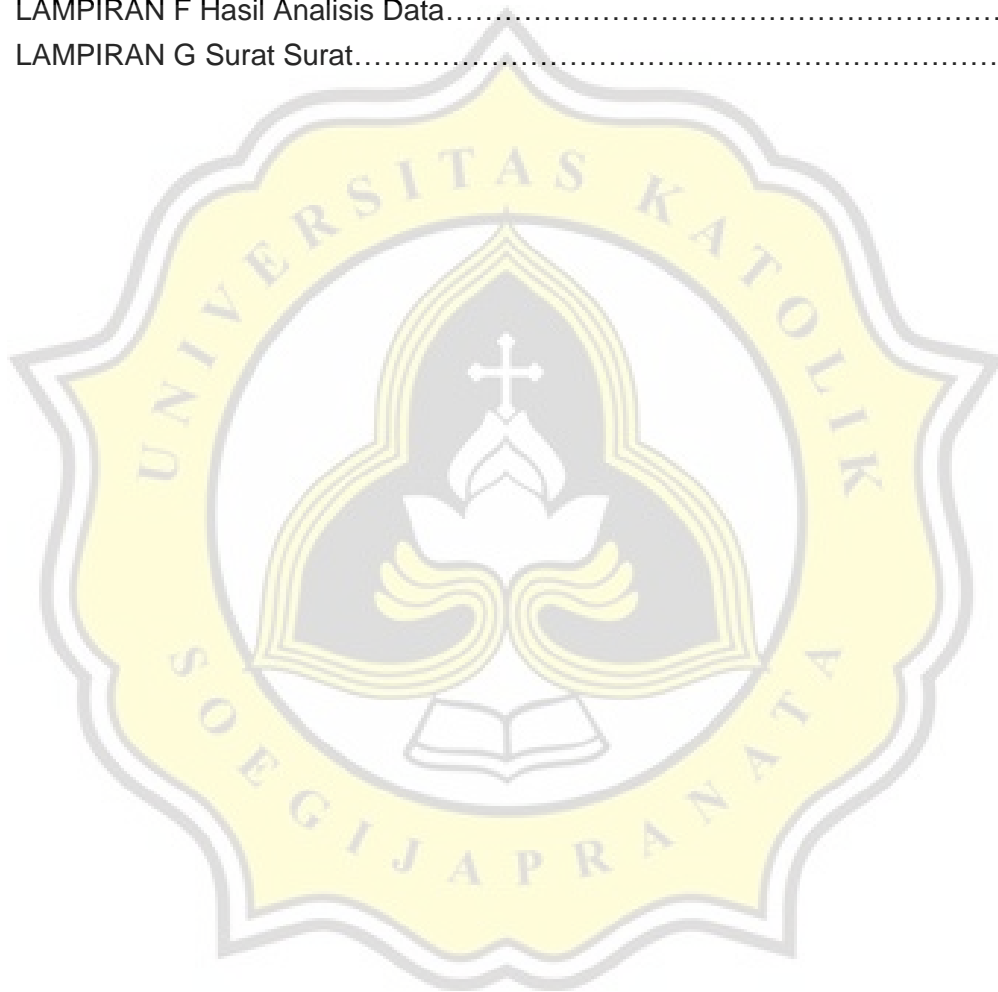 LAMPIRAN F Hasil Analisis Data……………………………………………………
LAMPIRAN G Surat Surat………………………………………………………………
UNIVERSITAS KATOLIK
SOEGIJAPRANATA